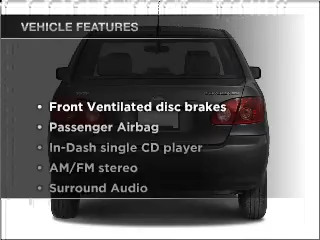 VEHICLE FEATURES
• Front Ventilated disc brakes
• Passenger Airbag
• In-Dash single CD player
• AM/FM stereo
• Surround Audio